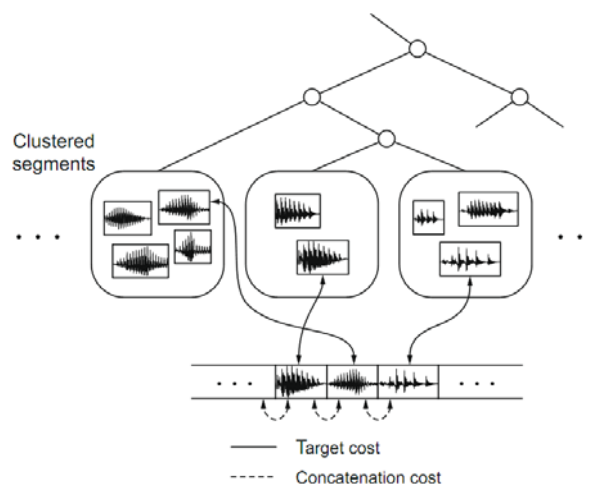 Clustered
segments
Target cost
Concatenation cost